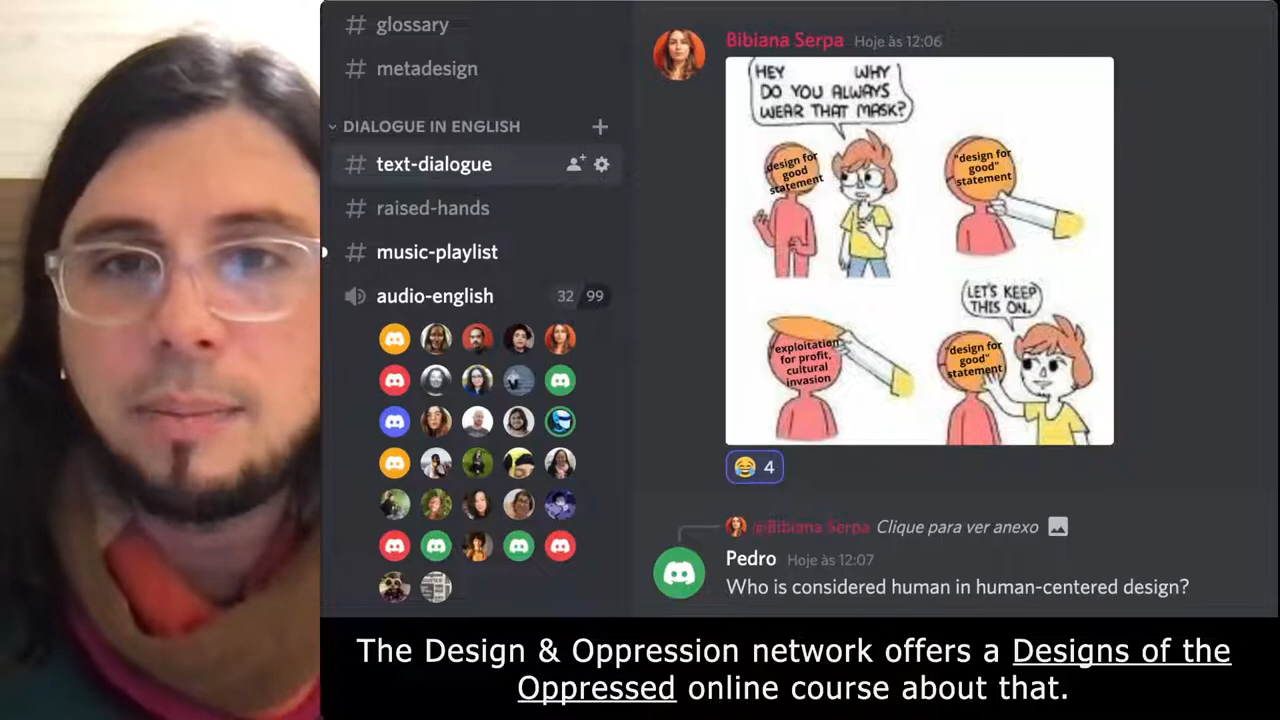 # glossary
# metadesign
DIALOGUE IN ENGLISH +
# text-dialogue
# raised-hands
# music-playlist
audio-english 32 99
Bibiana Serpa Hoje às 12:06
HEY WHY
DO YOU ALWAYS
WEAR THAT MASK?
design for
good
statement
"design for
good"
statement
"exploitation
for profit,
cultural
invasion
LET'S KEEP
THIS ON.
"design for
good"
statement
😂 4
@Bibiana Serpa Clique para ver anexo
Pedro Hoje às 12:07
Who is considered human in human-centered design?
The Design & Oppression network offers a Designs of the
Oppressed online course about that.